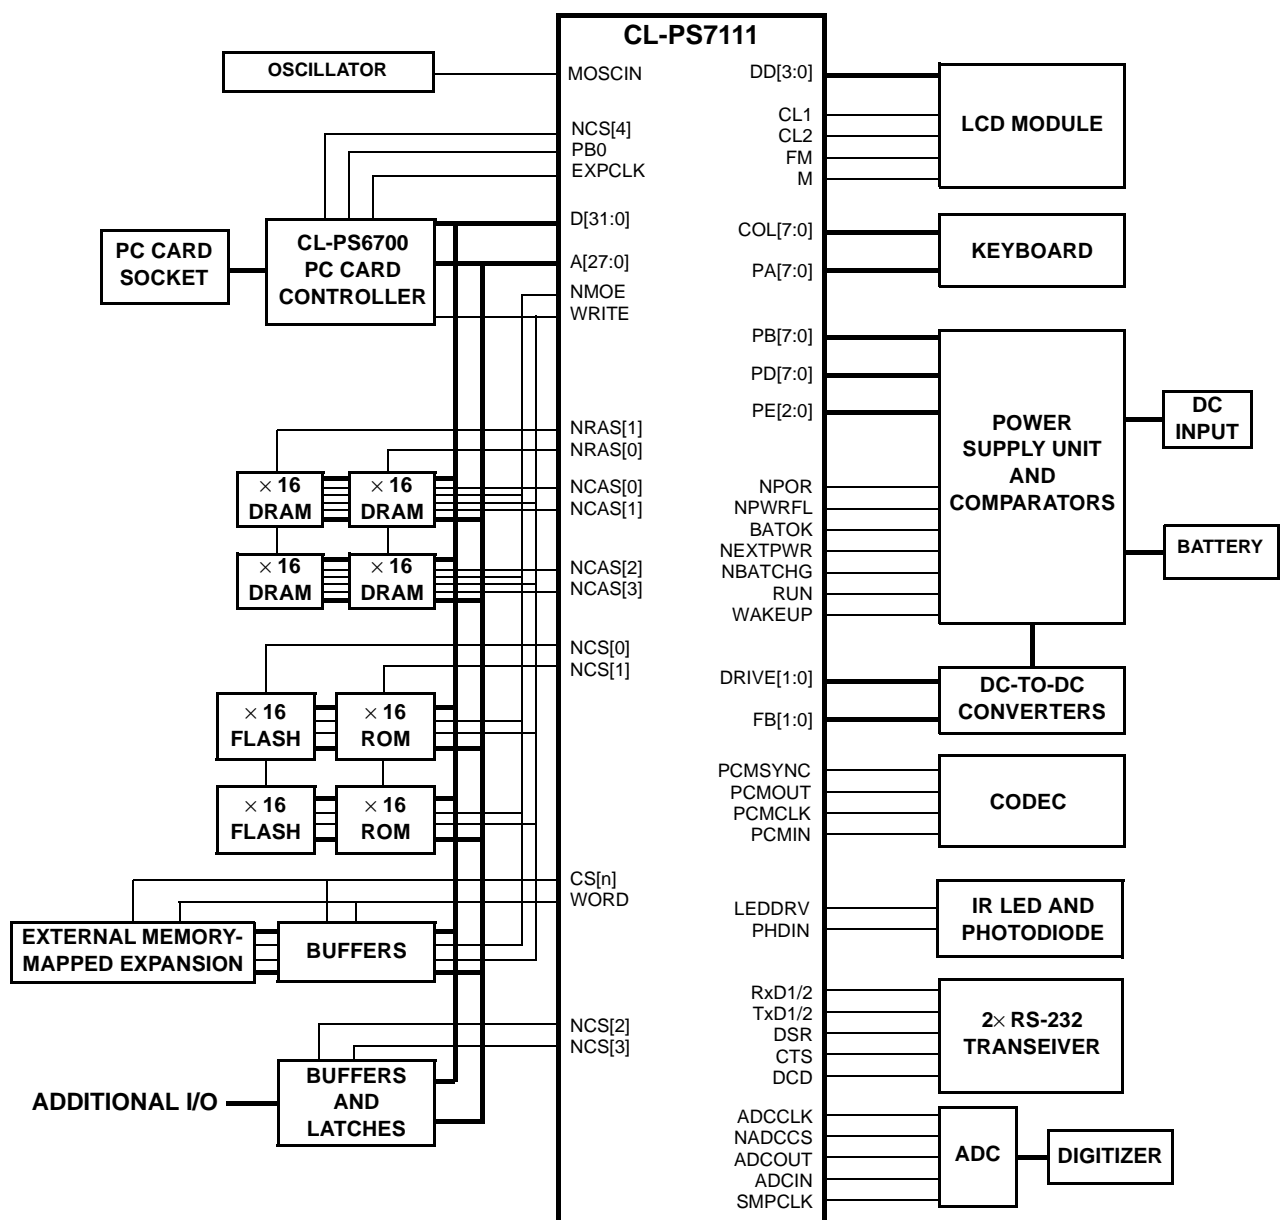 CL-PS7111
OSCILLATOR
MOSCIN
NCS[4]
PB0
EXPCLK
D[31:0]
A[27:0]
NMOE
WRITE
PC CARD
SOCKET
CL-PS6700
PC CARD
CONTROLLER
NRAS[1]
NRAS[0]
× 16
DRAM
× 16
DRAM
NCAS[0]
NCAS[1]
× 16
DRAM
× 16
DRAM
NCAS[2]
NCAS[3]
NCS[0]
NCS[1]
× 16
FLASH
× 16
ROM
× 16
FLASH
× 16
ROM
CS[n]
WORD
EXTERNAL MEMORY-
MAPPED EXPANSION
BUFFERS
NCS[2]
NCS[3]
ADDITIONAL I/O
BUFFERS
AND
LATCHES
DD[3:0]
CL1
CL2
FM
M
LCD MODULE
COL[7:0]
PA[7:0]
KEYBOARD
PB[7:0]
PD[7:0]
PE[2:0]
NPOR
NPWRFL
BATOK
NEXTPWR
NBATCHG
RUN
WAKEUP
POWER
SUPPLY UNIT
AND
COMPARATORS
DC
INPUT
BATTERY
DRIVE[1:0]
FB[1:0]
DC-TO-DC
CONVERTERS
PCMSYNC
PCMOUT
PCMCLK
PCMIN
CODEC
LEDDRV
PHDIN
IR LED AND
PHOTODIODE
RxD1/2
TxD1/2
DSR
CTS
DCD
2× RS-232
TRANSEIVER
ADCCLK
NADCCS
ADCOUT
ADCIN
SMPCLK
ADC
DIGITIZER